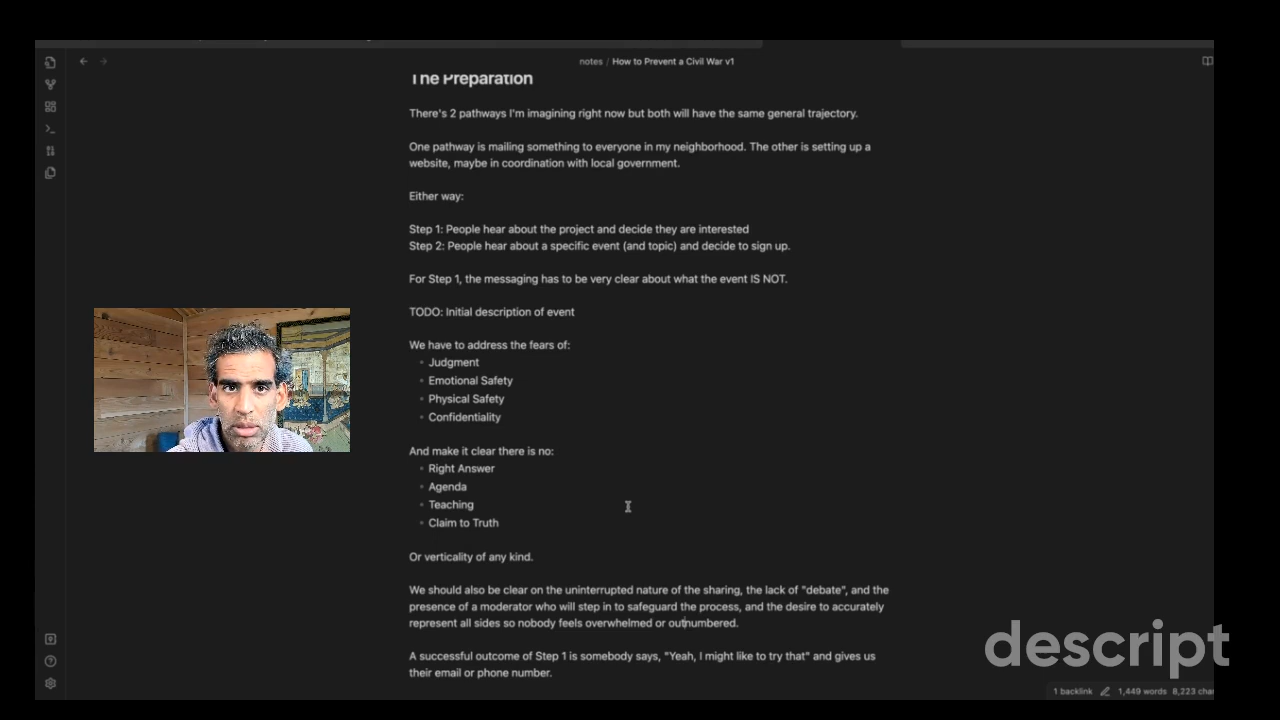 notes / How to Prevent a Civil War v1
The Preparation
There's 2 pathways I'm imagining right now but both will have the same general trajectory.
One pathway is mailing something to everyone in my neighborhood. The other is setting up a
website, maybe in coordination with local government.
Either way:
Step 1: People hear about the project and decide they are interested
Step 2: People hear about a specific event (and topic) and decide to sign up.
For Step 1, the messaging has to be very clear about what the event IS NOT.
TODO: Initial description of event
We have to address the fears of:
Judgment
Emotional Safety
Physical Safety
Confidentiality
And make it clear there is no:
Right Answer
Agenda
Teaching
Claim to Truth
Or verticality of any kind.
We should also be clear on the uninterrupted nature of the sharing, the lack of "debate", and the
presence of a moderator who will step in to safeguard the process, and the desire to accurately
represent all sides so nobody feels overwhelmed or outnumbered.
A successful outcome of Step 1 is somebody says, "Yeah, I might like to try that" and gives us
their email or phone number.
descript
1 backlink 1,449 words 8,223 cha